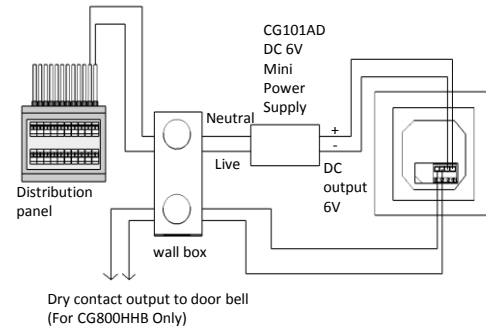 CG101AD
DC 6V
Mini
Power
Supply
Neutral
+
-
Live
DC
output
6V
Distribution
panel
wall box
Dry contact output to door bell
(For CG800HHB Only)